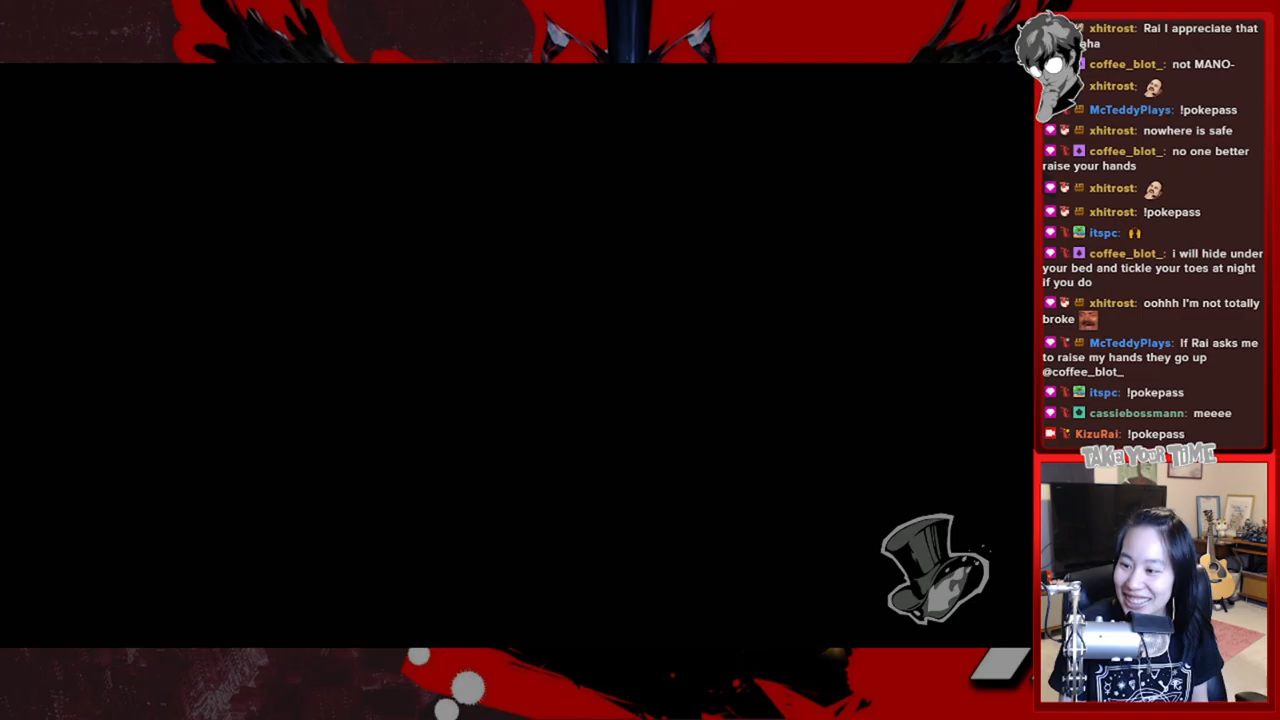 xhitrost: Rai I appreciate that
gha
coffee_blot_: not MANO-
xhitrost:
McTeddyPlays: !pokepass
xhitrost: nowhere is safe
coffee_blot_: no one better
raise your hands
xhitrost:
xhitrost: !pokepass
itspc:
coffee_blot_: i will hide under
your bed and tickle your toes at night
if you do
xhitrost: oohhh I'm not totally
broke
McTeddyPlays: If Rai asks me
to raise my hands they go up
@coffee_blot_
itspc: !pokepass
cassiebossmann: meeee
KizuRai: !pokepass
TAKE YOUR TIME